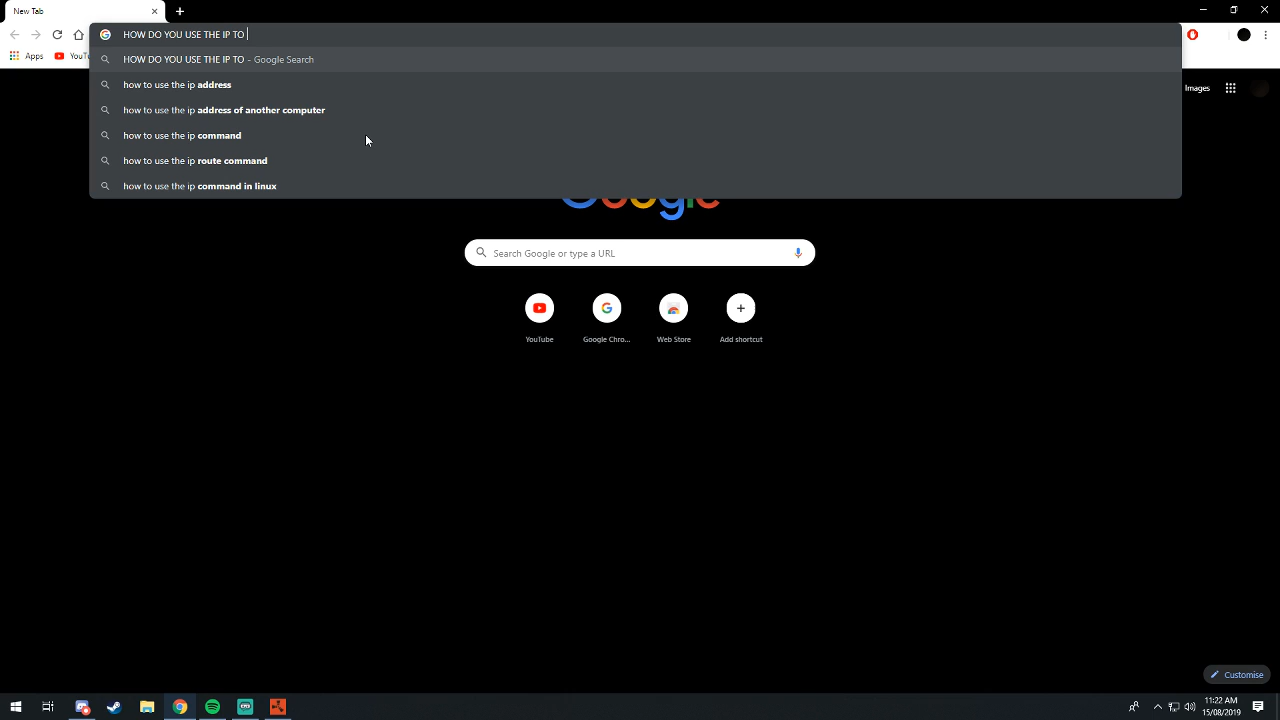 New Tab
HOW DO YOU USE THE IP TO
Apps
HOW DO YOU USE THE IP TO - Google Search
how to use the ip address
Images
how to use the ip address of another computer
how to use the ip command
how to use the ip route command
how to use the ip command in linux
Google
Search Google or type a URL
YouTube
Google Chro...
Web Store
Add shortcut
Customise
11:22 AM
15/08/2019